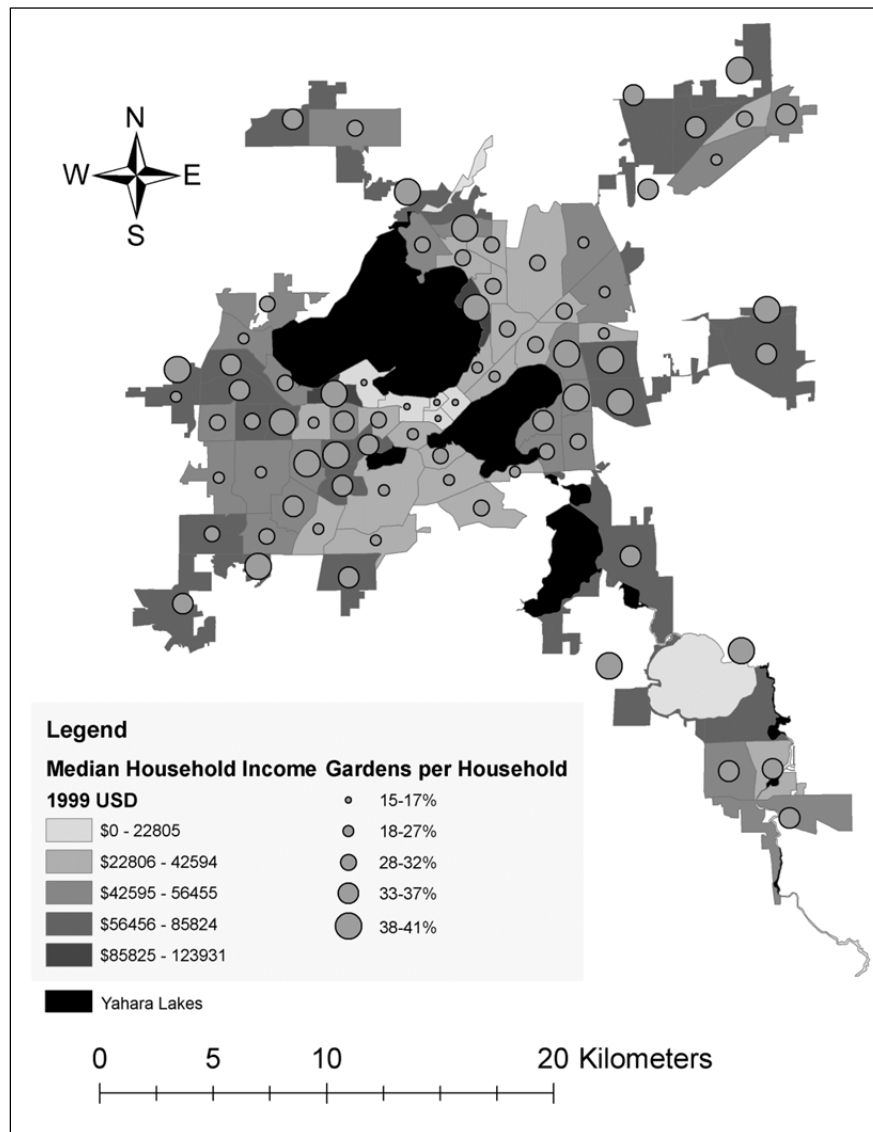 N
W E
S
Legend
Median Household Income Gardens per Household
1999 USD
15-17%
$0 - 22805
18-27%
$22806 - 42594
28-32%
$42595 - 56455
33-37%
$56456 - 85824
38-41%
$85825 - 123931
Yahara Lakes
0 5 10 20 Kilometers